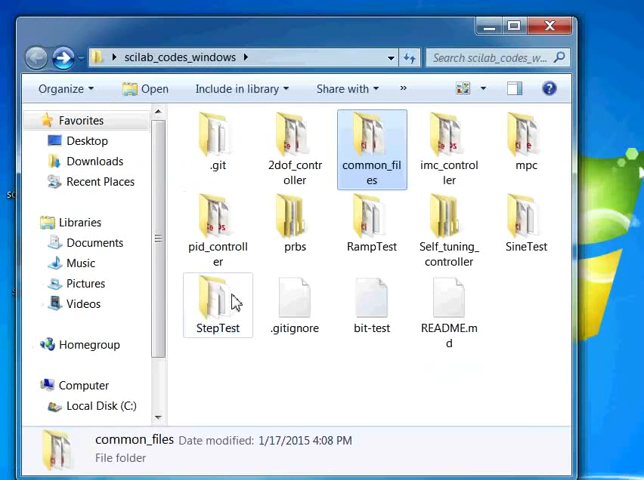 scilab_codes_windows
Search scilab_codes_w...
Organize
Open
Include in library
Share with
»
Favorites
Desktop
Downloads
Recent Places
Libraries
Documents
Music
Pictures
Videos
Homegroup
Computer
Local Disk (C:)
.git
2dof_contr
oller
common_fil
es
imc_control
ler
mpc
pid_controll
er
prbs
RampTest
Self_tuning_
controller
SineTest
StepTest
.gitignore
bit-test
README.m
d
common_files Date modified: 1/17/2015 4:08 PM
File folder